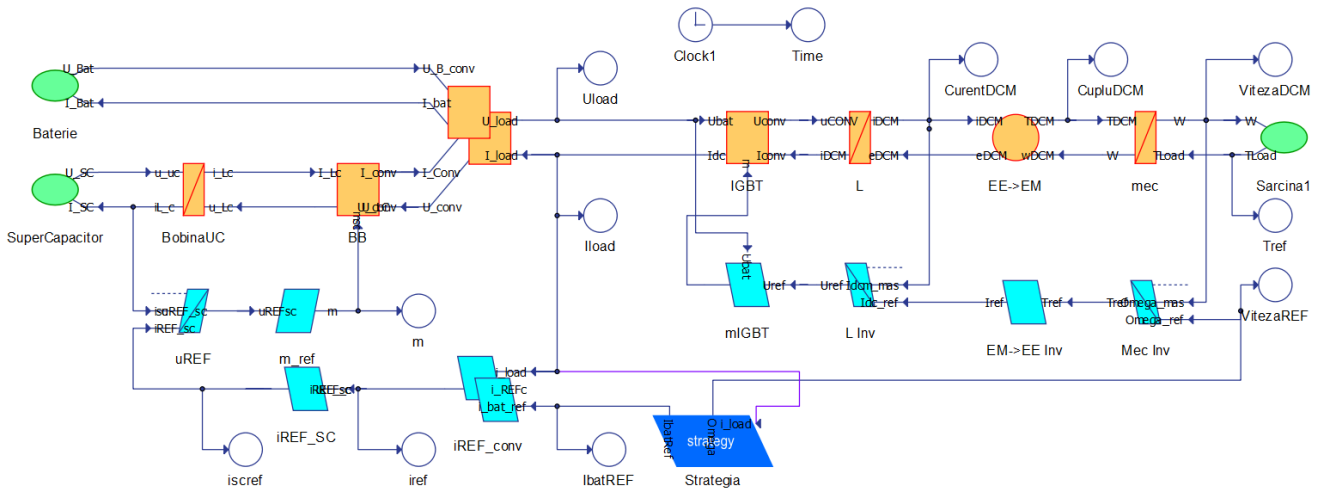 Clock1
Time
U_Bat
U_B_conv
I_Bat
I_bat
Baterie
Uload
CurentDCM
CupluDCM
VitezaDCM
U_load
I_load
Ubat
Uconv
Idc
Iconv
m
IGBT
uCONV
iDCM
iDCM
eDCM
L
iDCM
TDCM
eDCM
wDCM
EE->EM
TDCM
W
W
TLoad
mec
W
TLoad
Sarcina1
U_SC
u_uc
i_Lc
I_Lc
I_conv
I_Conv
I_SC
iL_c
u_Lc
U_conv
SuperCapacitor
BobinaUC
BB
Iload
Tref
Ubat
Uref
mIGBT
Uref
Idcm_mas
Idc_ref
L Inv
Iref
Tref
EM->EE Inv
Tref
Omega_mas
Omega_ref
Mec Inv
VitezaREF
uREF_sc
iREF_sc
uREF
uREFsc
m
m_ref
m
iREF_SC
i_load
i_REFc
i_bat_ref
iREF_conv
iscref
iref
IbatREF
IbatRef
Omega
i_load
strategy
Strategia